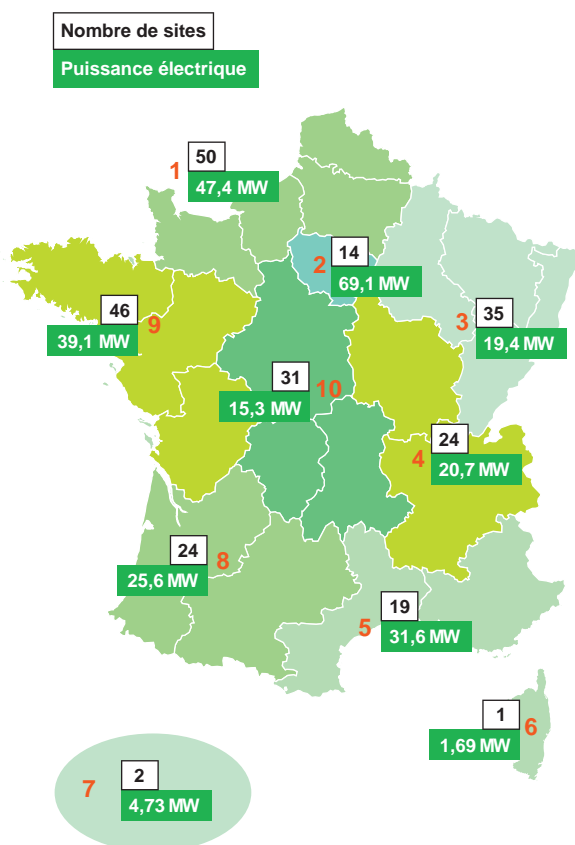 Nombre de sites
Puissance électrique
50
1
47,4 MW
14
2
69,1 MW
46
9
39,1 MW
35
3
19,4 MW
31
10
15,3 MW
24
4
20,7 MW
24
8
25,6 MW
19
5
31,6 MW
1
6
1,69 MW
2
7
4,73 MW